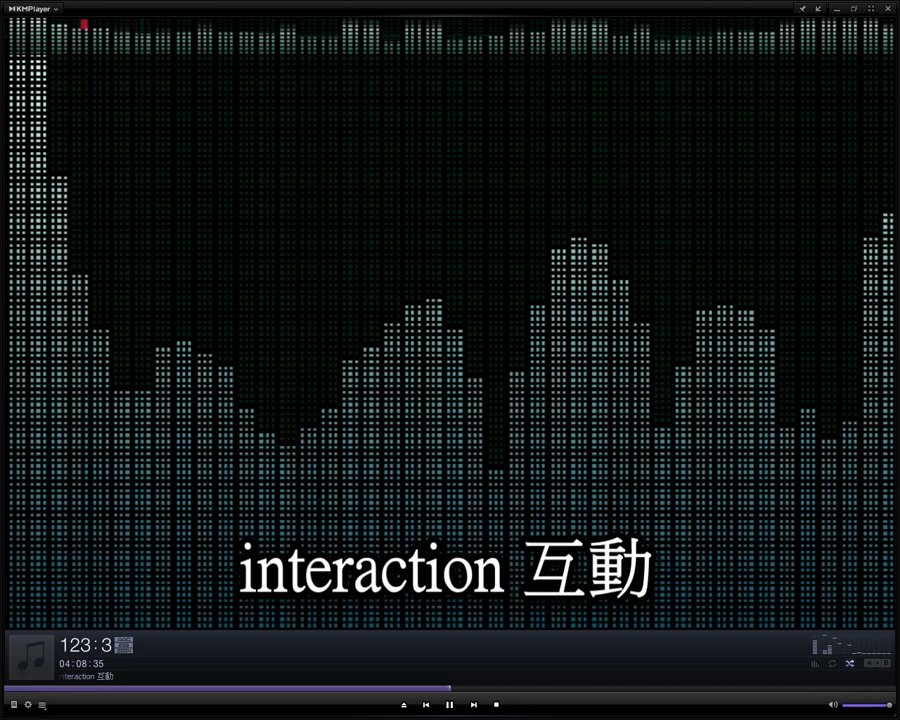 KMPlayer
interaction 互動
123:3
04:08:35
nteraction 互動
A B